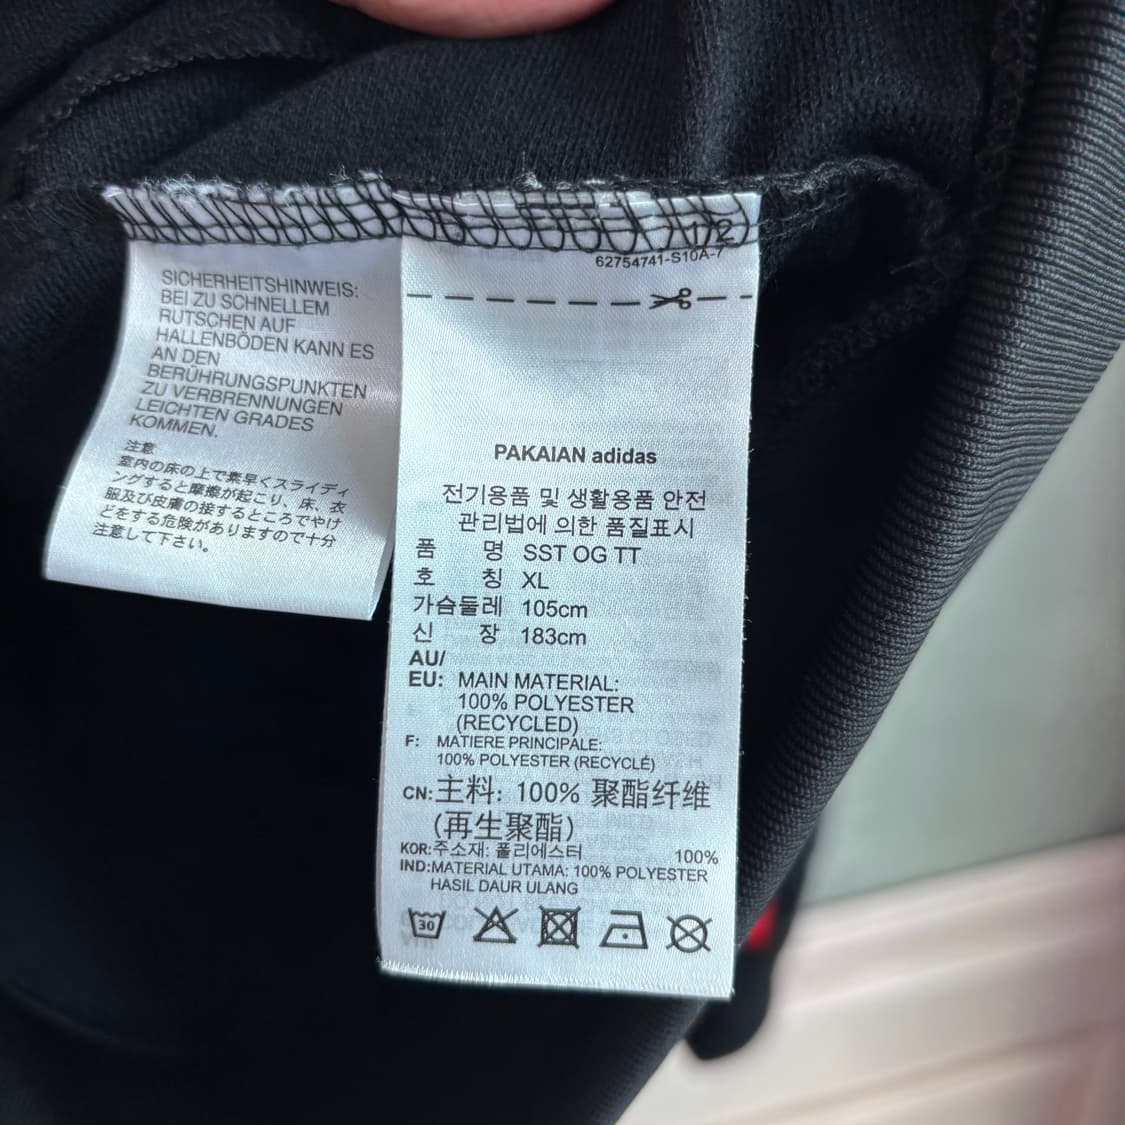 SICHERHEITSHINWEIS:
BEI ZU SCHNELLEM
RUTSCHEN AUF
HALLENBÖDEN KANN ES
AN DEN
BERÜHRUNGSPUNKTEN
ZU VERBRENNUNGEN
LEICHTEN GRADES
KOMMEN.
注意
室内の床の上で素早くスライディ
ングすると摩擦が起こり、床、衣
服及び皮膚の接するところでやけ
どをする危険がありますので十分
注意して下さい。
1/2
62754741-S10A-7
PAKAIAN adidas
전기용품 및 생활용품 안전
관리법에 의한 품질표시
품 명 SST OG TT
호 칭 XL
가슴둘레 105cm
신 장 183cm
AU/
EU: MAIN MATERIAL:
100% POLYESTER
(RECYCLED)
F: MATIERE PRINCIPALE:
100% POLYESTER (RECYCLÉ)
CN:主料: 100% 聚酯纤维
(再生聚酯)
KOR:주소재: 폴리에스터 100%
IND:MATERIAL UTAMA: 100% POLYESTER
HASIL DAUR ULANG
30